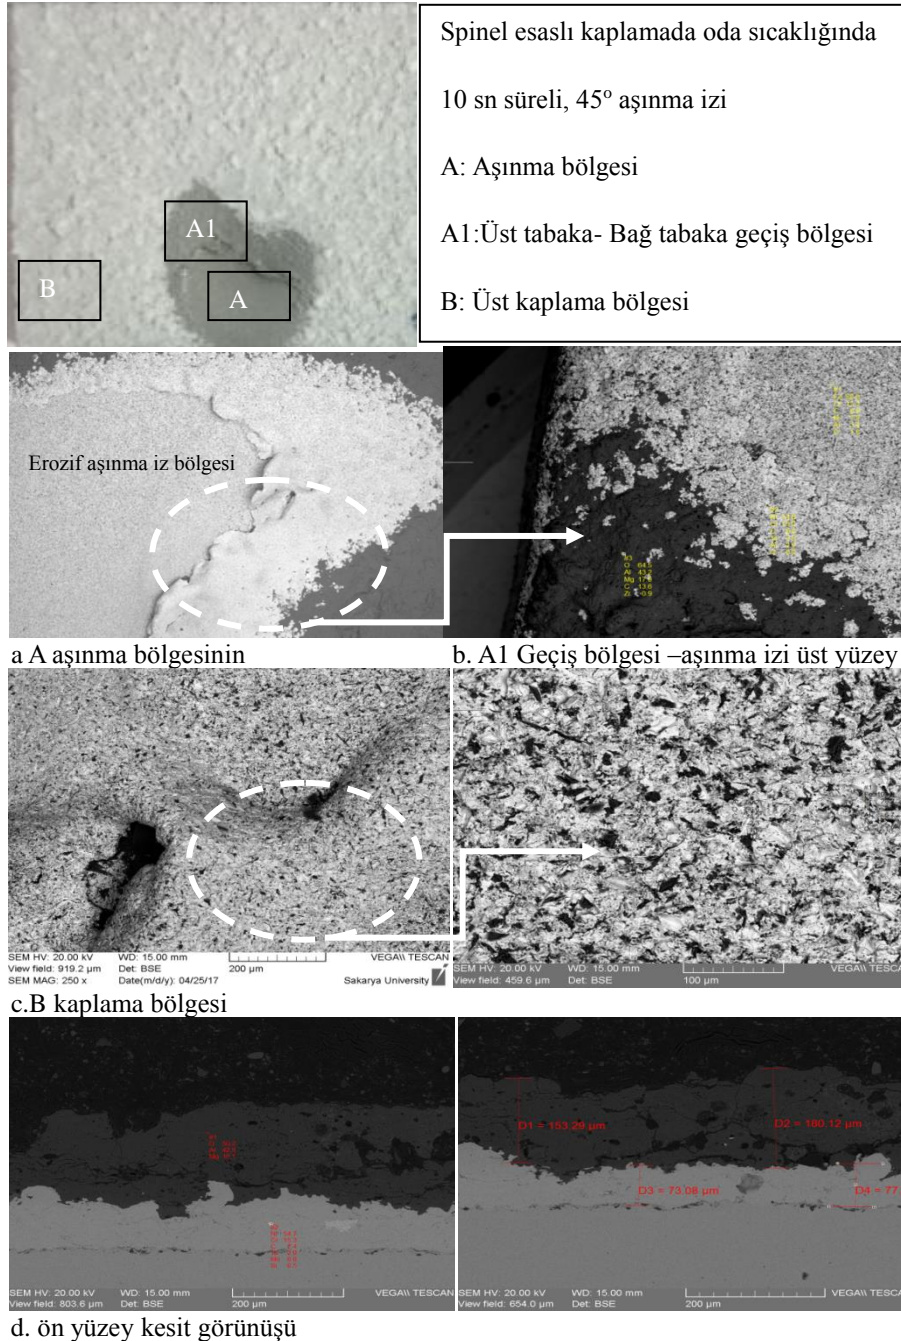 Spinel esaslı kaplamada oda sıcaklığında
10 sn süreli, 45° aşınma izi
A: Aşınma bölgesi
A1:Üst tabaka- Bağ tabaka geçiş bölgesi
B: Üst kaplama bölgesi
A1
B
A
Erozif aşınma iz bölgesi
a A aşınma bölgesinin
b. A1 Geçiş bölgesi –aşınma izi üst yüzey
SEM HV: 20.00 kV WD: 15.00 mm VEGA\\ TESCAN
View field: 919.2 µm Det: BSE 200 µm
SEM MAG: 250 x Date(m/d/y): 04/25/17 Sakarya University
SEM HV: 20.00 kV WD: 15.00 mm VEGA\\ TESCAN
View field: 459.6 µm Det: BSE 100 µm
c.B kaplama bölgesi
D1 = 153.29 µm
D2 = 180.12 µm
D3 = 73.08 µm
D4 = 77.
SEM HV: 20.00 kV WD: 15.00 mm VEGA\\ TESCAN
View field: 803.6 µm Det: BSE 200 µm
SEM HV: 20.00 kV WD: 15.00 mm VEGA\\ TESCAN
View field: 654.0 µm Det: BSE 200 µm
d. ön yüzey kesit görünüşü